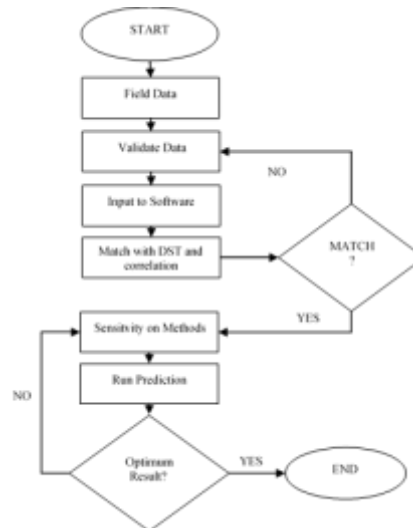 START
Field Data
Validate Data
NO
Input to Software
Match with DST and
correlation
MATCH
?
YES
Sensitvity on Methods
Run Prediction
NO
Optimum
Result?
YES
END